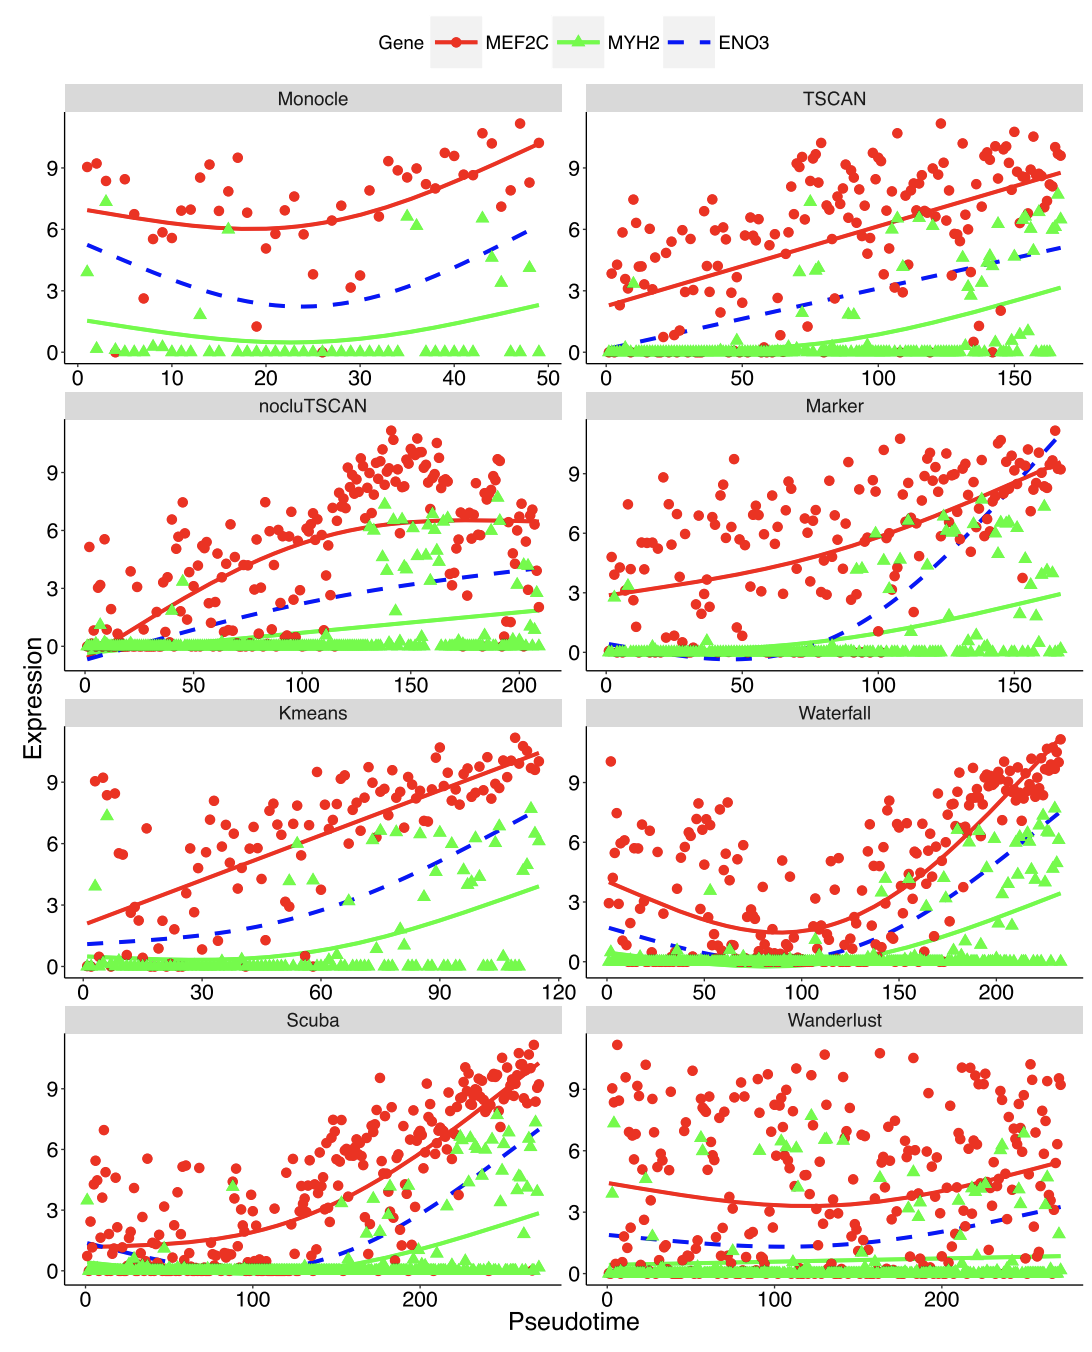 Gene MEF2C MYH2 ENO3
Monocle
TSCAN
9
6
3
0
0 10 20 30 40 50
9
6
3
0
0 50 100 150
nocluTSCAN
Marker
9
6
3
0
0 50 100 150 200
9
6
3
0
0 50 100 150
Kmeans
Waterfall
9
6
3
0
0 30 60 90 120
9
6
3
0
0 50 100 150 200
Scuba
Wanderlust
9
6
3
0
0 100 200
9
6
3
0
0 100 200
Expression
Pseudotime